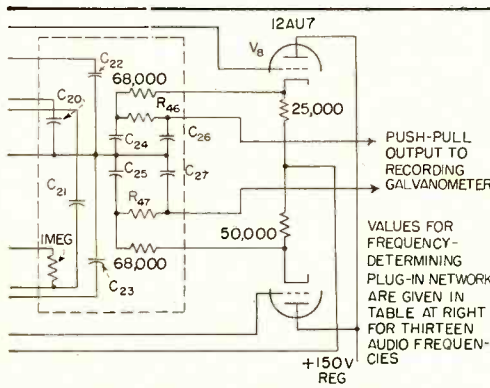 12AU7
V8
C22
68,000
C20
R46
25,000
C24
C26
C25
C27
C21
R47
50,000
1MEG
68,000
C23
PUSH-PULL
OUTPUT TO
RECORDING
GALVANOMETER
VALUES FOR
FREQUENCY-
DETERMINING
PLUG-IN NETWORK
ARE GIVEN IN
TABLE AT RIGHT
FOR THIRTEEN
AUDIO FREQUEN-
CIES
+150V
REG